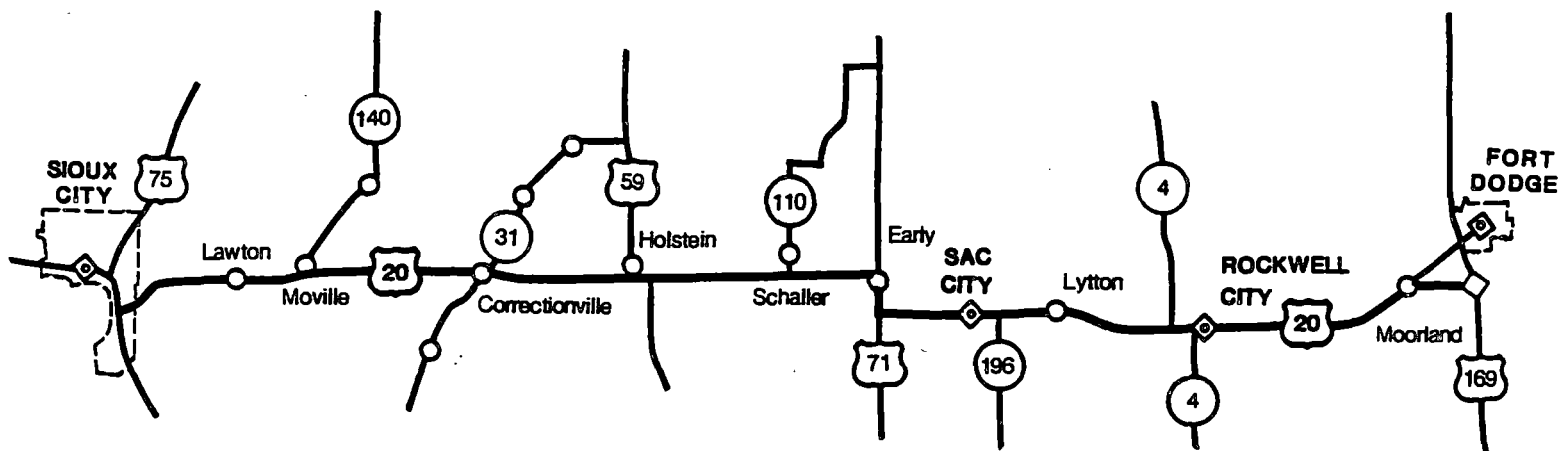 SIOUX
CITY
75
Lawton
140
Moville
20
31
Correctionville
59
Holstein
110
Schaller
Early
71
SAC
CITY
196
Lytton
4
4
ROCKWELL
CITY
20
Moorland
FORT
DODGE
169